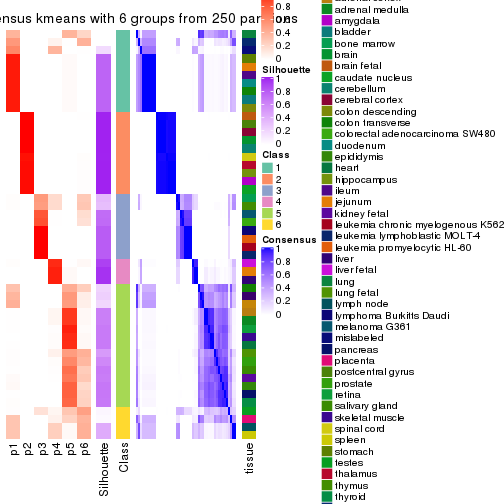 ensus kmeans with 6 groups from 250 par
0.8
0.6
0.4
0.2
0
Silhouette
1
0.8
0.6
0.4
0.2
0
Class
1
2
3
4
5
6
Consensus
1
0.8
0.6
0.4
0.2
0
p1
p2
p3
p4
p5
p6
Silhouette
Class
tissue
adrenal medulla
amygdala
bladder
bone marrow
brain
brain fetal
caudate nucleus
cerebellum
cerebral cortex
colon descending
colon transverse
colorectal adenocarcinoma SW480
duodenum
epididymis
heart
hippocampus
ileum
jejunum
kidney fetal
leukemia chronic myelogenous K562
leukemia lymphoblastic MOLT-4
leukemia promyelocytic HL-60
liver
liver fetal
lung
lung fetal
lymph node
lymphoma Burkitts Daudi
melanoma G361
mislabeled
pancreas
placenta
postcentral gyrus
prostate
retina
salivary gland
skeletal muscle
spinal cord
spleen
stomach
testes
thalamus
thymus
thyroid